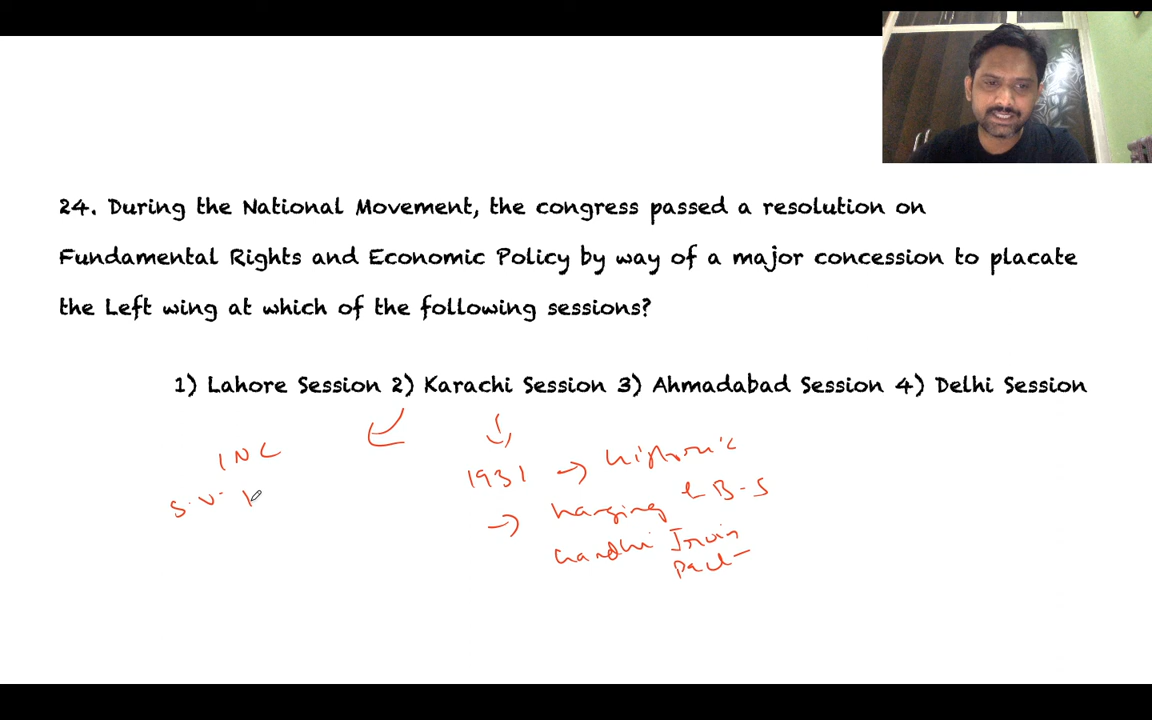 24. During the National Movement, the congress passed a resolution on
Fundamental Rights and Economic Policy by way of a major concession to placate
the Left wing at which of the following sessions?
1) Lahore Session 2) Karachi Session 3) Ahmadabad Session 4) Delhi Session
INC
1931 → historic
S.V.
→ hanging B.S
Gandhi Irwin
Pact